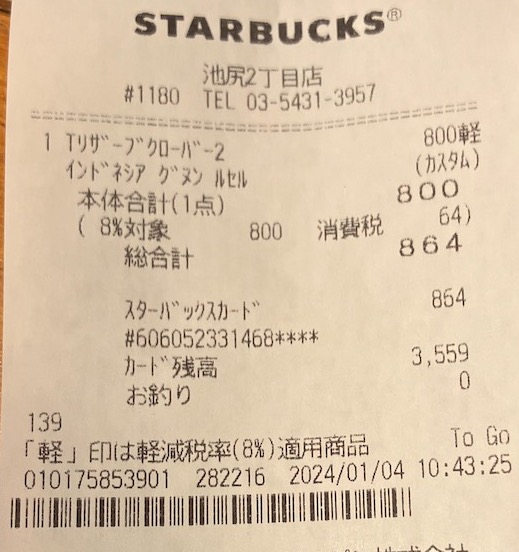 STARBUCKS®
池尻2丁目店
#1180 TEL 03-5431-3957
1 Tﾘｻﾞｰﾌﾞｸﾛｰﾊﾞｰ-2 800軽
ｲﾝﾄﾞﾈｼｱ ｸﾞﾇﾝ ﾙｾﾙ (ｶｽﾀﾑ)
本体合計(1点) 800
( 8%対象 800 消費税 64)
総合計 864
ｽﾀｰﾊﾞｯｸｽｶｰﾄﾞ 864
#606052331468****
ｶｰﾄﾞ残高 3,559
お釣り 0
139
「軽」印は軽減税率(8%)適用商品 To Go
010175853901 282216 2024/01/04 10:43:25